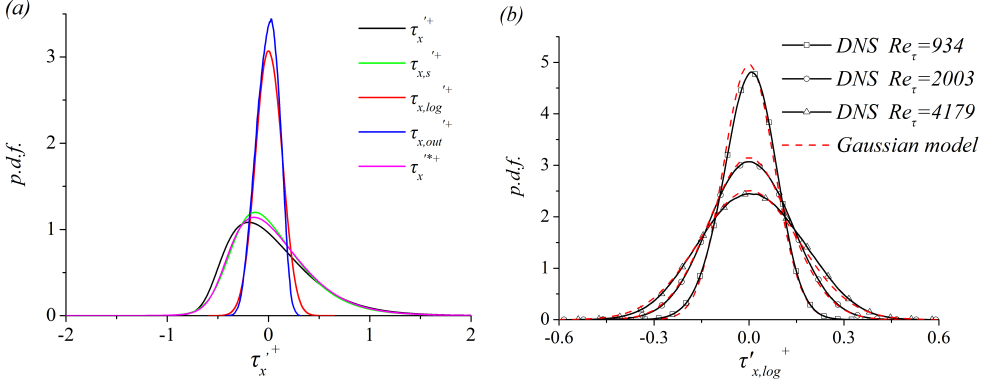 (a)
p.d.f.
3
2
1
0
-2
-1
0
1
2
τx'+
τx'+
τx,s'+
τx,log'+
τx,out'+
τx'*+
(b)
p.d.f.
5
4
3
2
1
0
-0.6
-0.3
0.0
0.3
0.6
τ'x,log+
DNS Reτ=934
DNS Reτ=2003
DNS Reτ=4179
Gaussian model